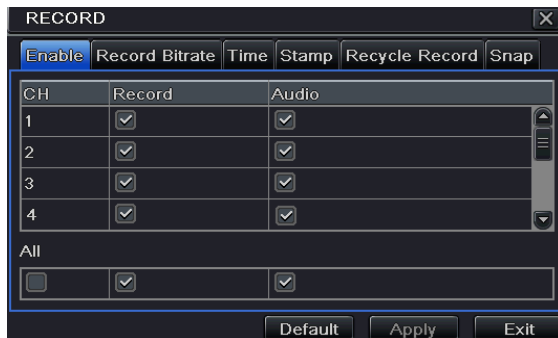 RECORD
Enable Record Bitrate Time Stamp Recycle Record Snap
CH Record Audio
1
2
3
4
All
Default Apply Exit